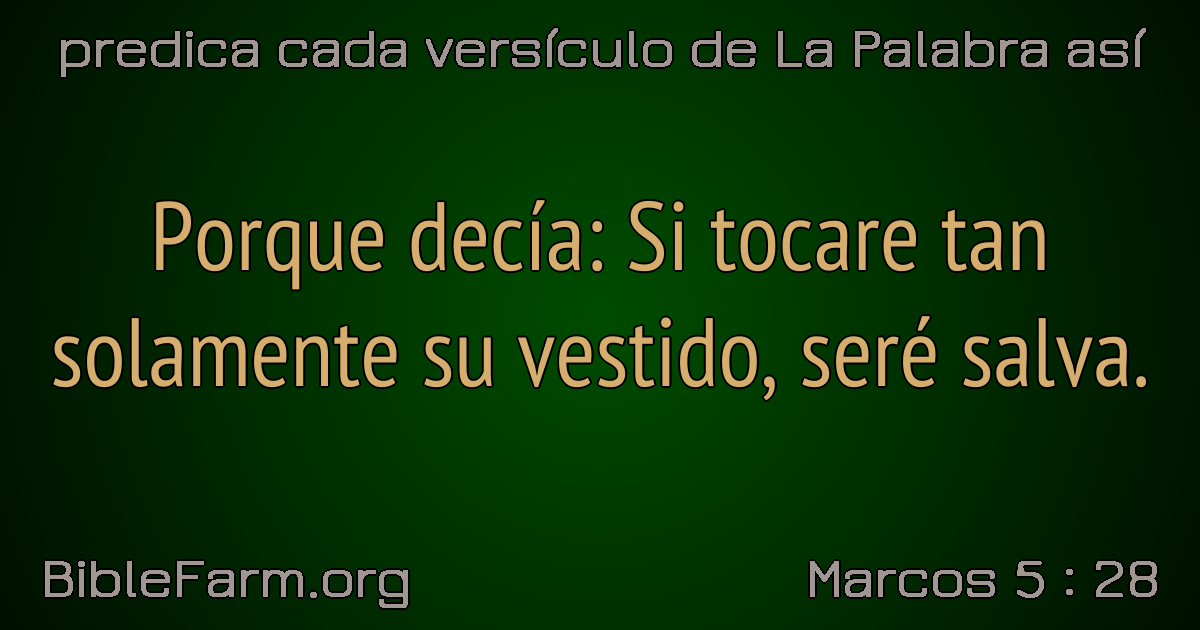 predica cada versículo de La Palabra así
Porque decía: Si tocare tan
solamente su vestido, seré salva.
BibleFarm.org
Marcos 5 : 28